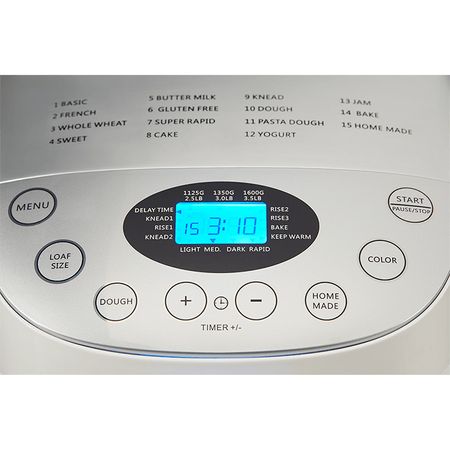 1 BASIC
2 FRENCH
3 WHOLE WHEAT
4 SWEET
5 BUTTER MILK
6 GLUTEN FREE
7 SUPER RAPID
8 CAKE
9 KNEAD
10 DOUGH
11 PASTA DOUGH
12 YOGURT
13 JAM
14 BAKE
15 HOME MADE
1125G 1350G 1600G
2.5LB 3.0LB 3.5LB
DELAY TIME
KNEAD1
RISE1
KNEAD2
15 3:10
RISE2
RISE3
BAKE
KEEP WARM
LIGHT MED. DARK RAPID
MENU
LOAF
SIZE
DOUGH
+
−
TIMER +/-
HOME
MADE
COLOR
START
PAUSE/STOP